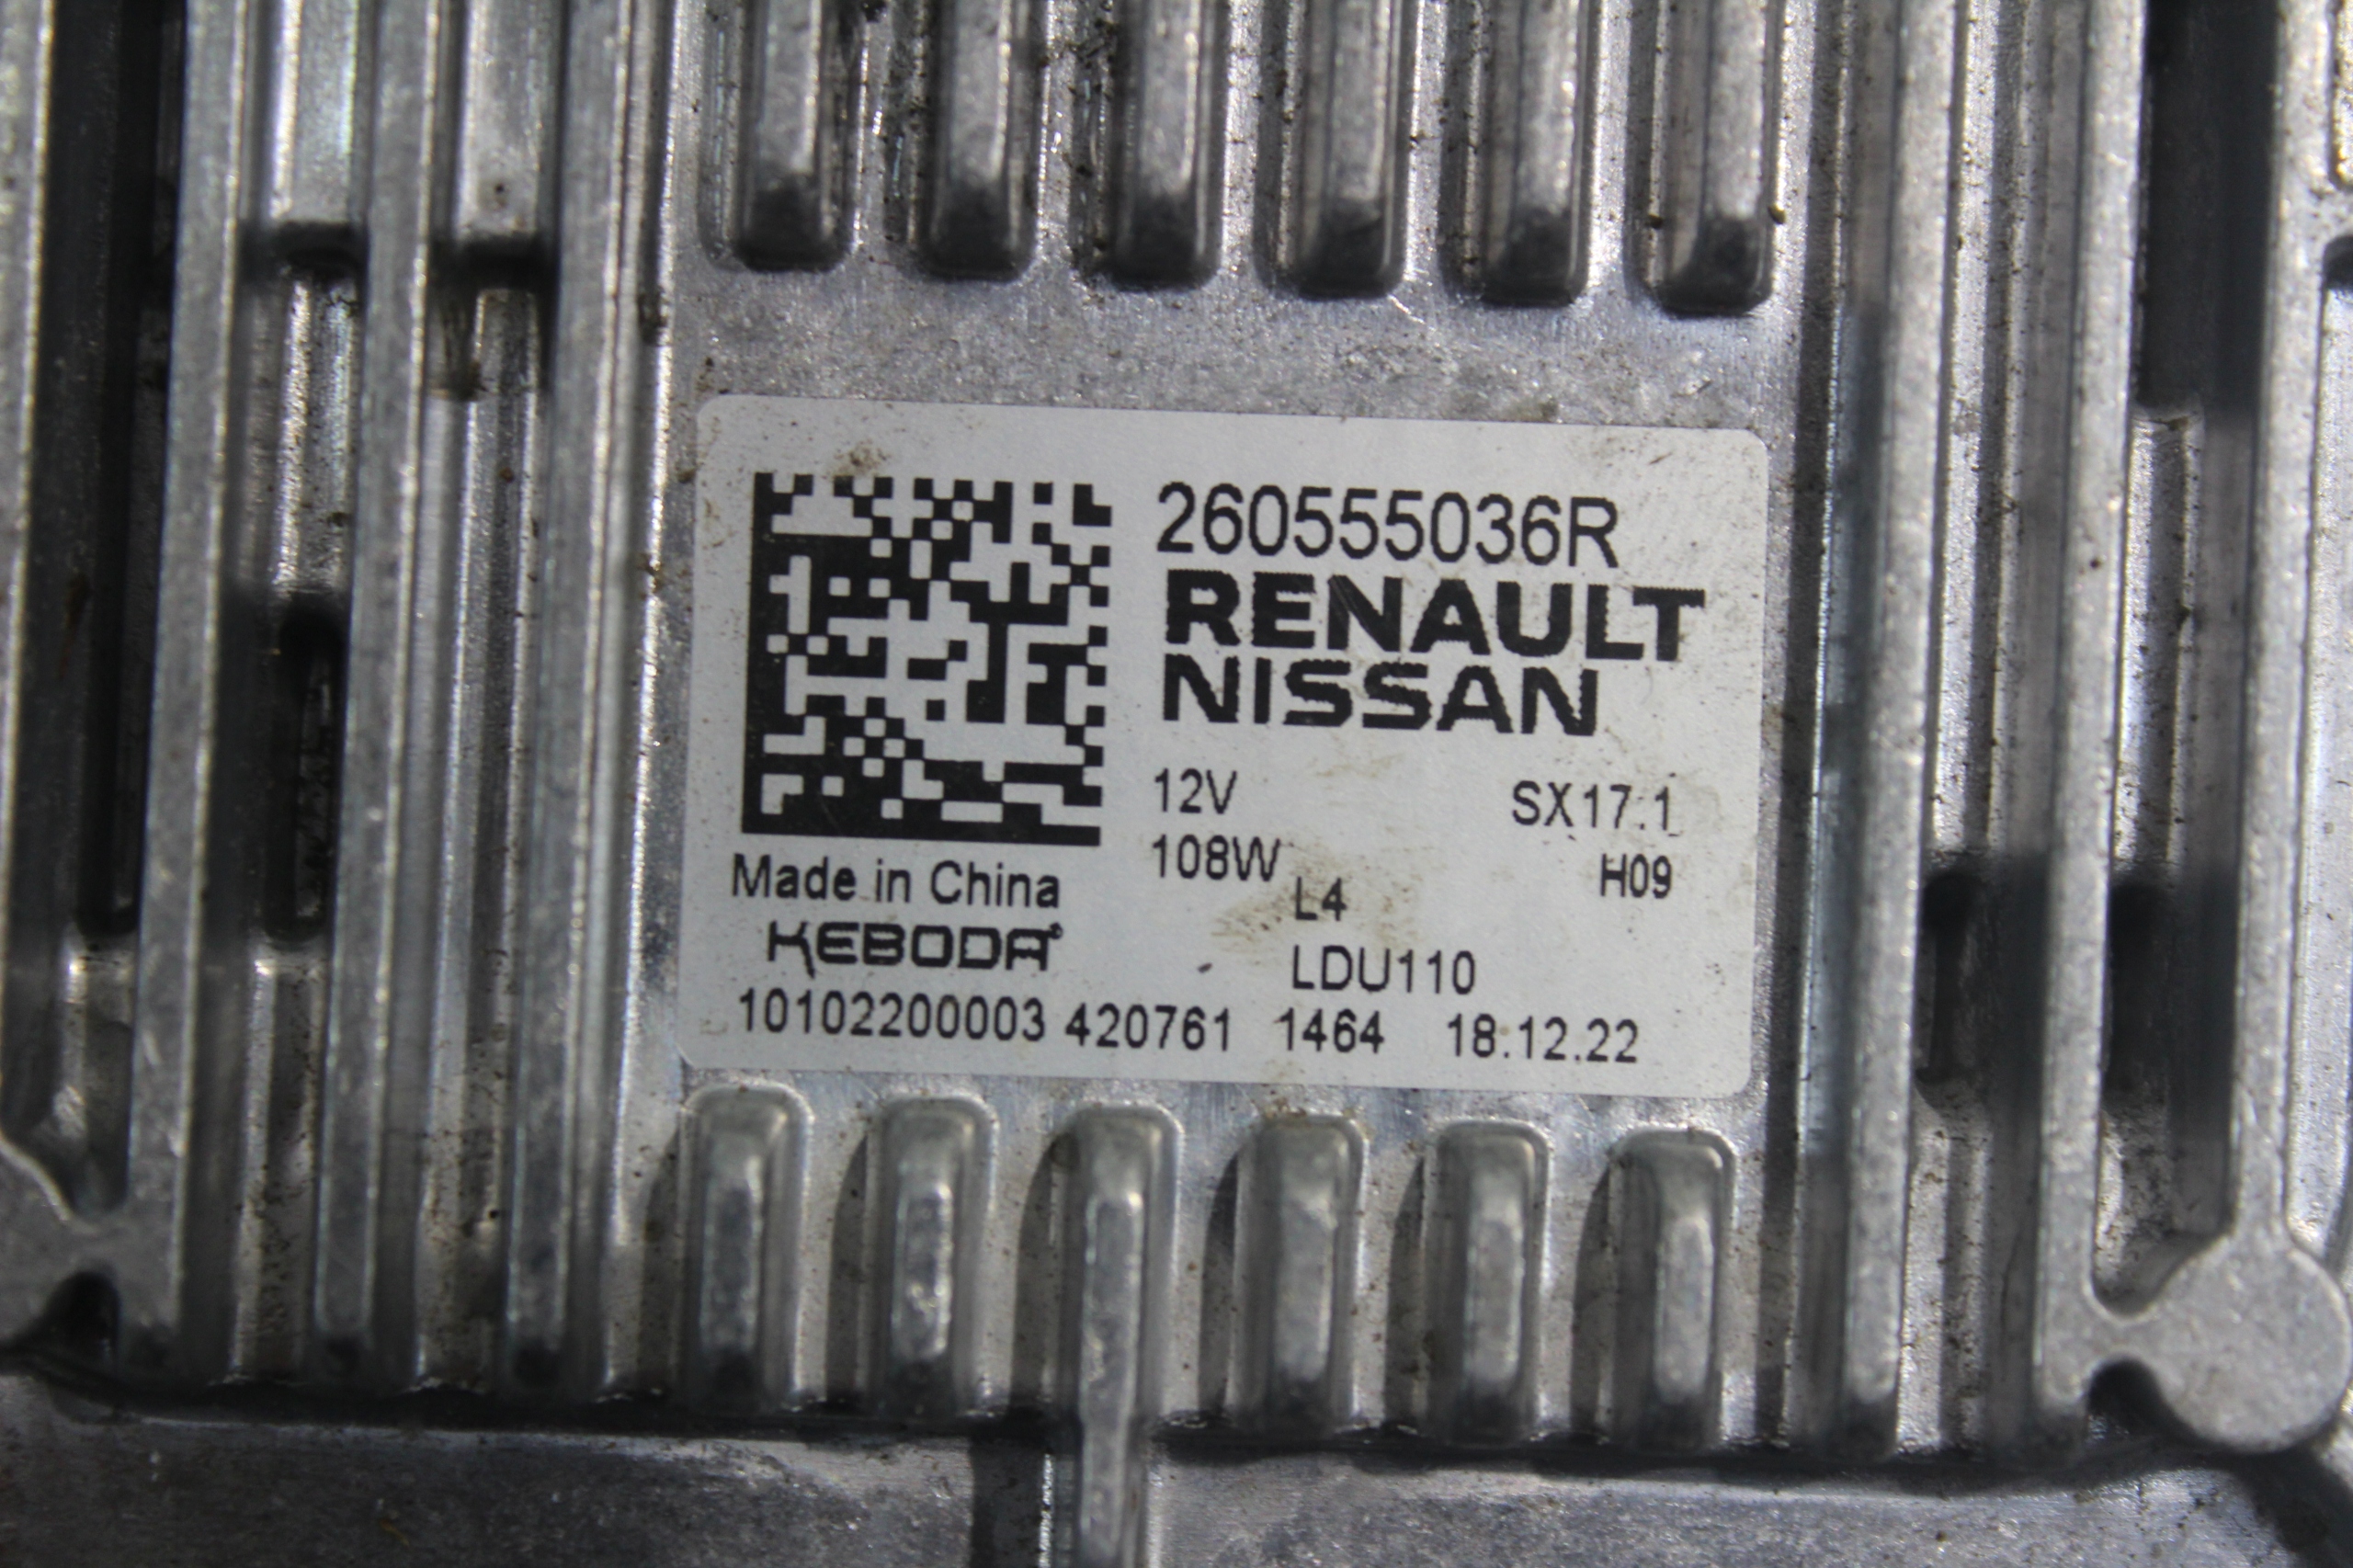 260555036R
RENAULT
NISSAN
12V SX17.1
108W H09
Made in China L4
KEBODA LDU110
10102200003 420761 1464 18.12.22